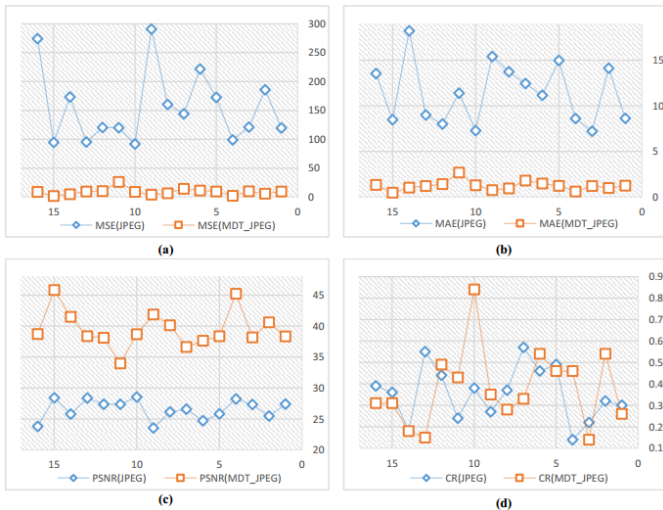 300
250
200
150
100
50
0
15 10 5 0
MSE(JPEG) MSE(MDT_JPEG)
(a)
15
10
5
0
15 10 5 0
MAE(JPEG) MAE(MDT_JPEG)
(b)
45
40
35
30
25
20
15 10 5 0
PSNR(JPEG) PSNR(MDT_JPEG)
(c)
0.9
0.8
0.7
0.6
0.5
0.4
0.3
0.2
0.1
15 10 5 0
CR(JPEG) CR(MDT_JPEG)
(d)